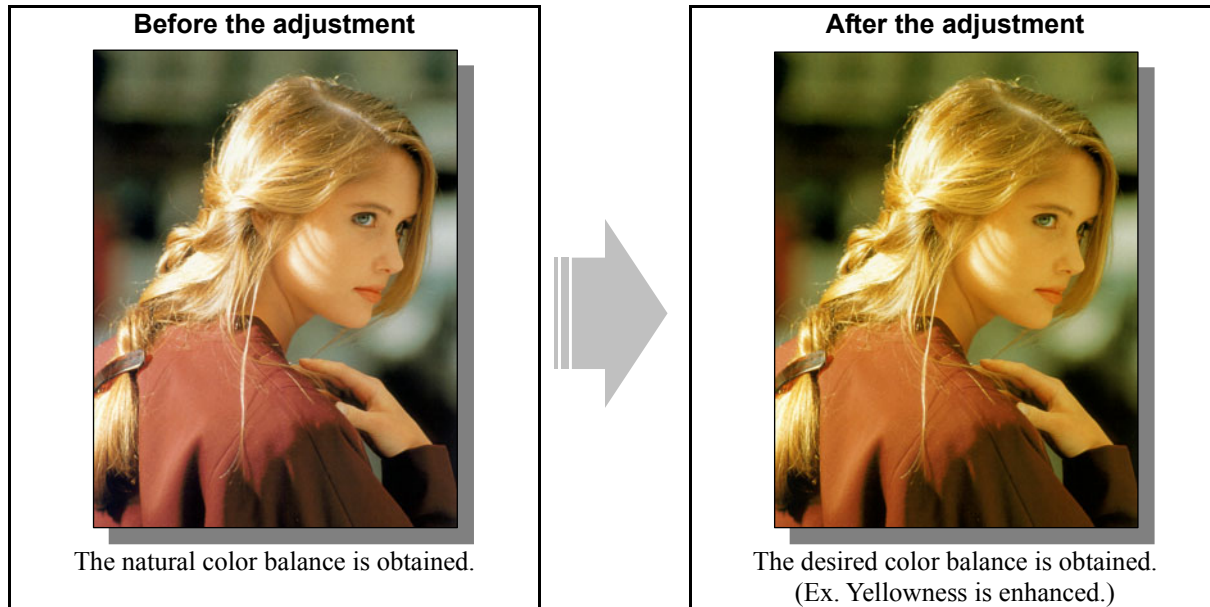 Before the adjustment
The natural color balance is obtained.
After the adjustment
The desired color balance is obtained.
(Ex. Yellowness is enhanced.)